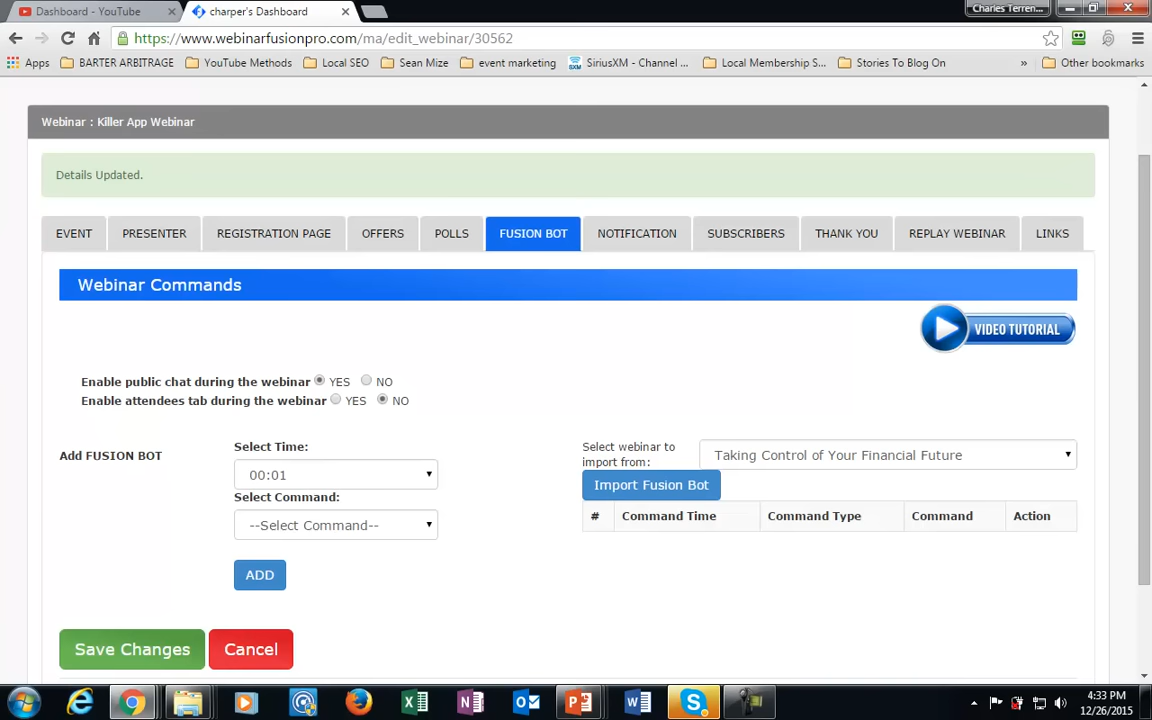 Dashboard - YouTube
charper's Dashboard
Charles Terren...
https://www.webinarfusionpro.com/ma/edit_webinar/30562
Apps BARTER ARBITRAGE YouTube Methods Local SEO Sean Mize event marketing SiriusXM - Channel ... Local Membership S... Stories To Blog On » Other bookmarks
Webinar : Killer App Webinar
Details Updated.
EVENT PRESENTER REGISTRATION PAGE OFFERS POLLS FUSION BOT NOTIFICATION SUBSCRIBERS THANK YOU REPLAY WEBINAR LINKS
Webinar Commands
VIDEO TUTORIAL
Enable public chat during the webinar YES NO
Enable attendees tab during the webinar YES NO
Add FUSION BOT
Select Time:
00:01
Select Command:
--Select Command--
ADD
Select webinar to
import from:
Taking Control of Your Financial Future
Import Fusion Bot
# Command Time Command Type Command Action
Save Changes Cancel
4:33 PM
12/26/2015